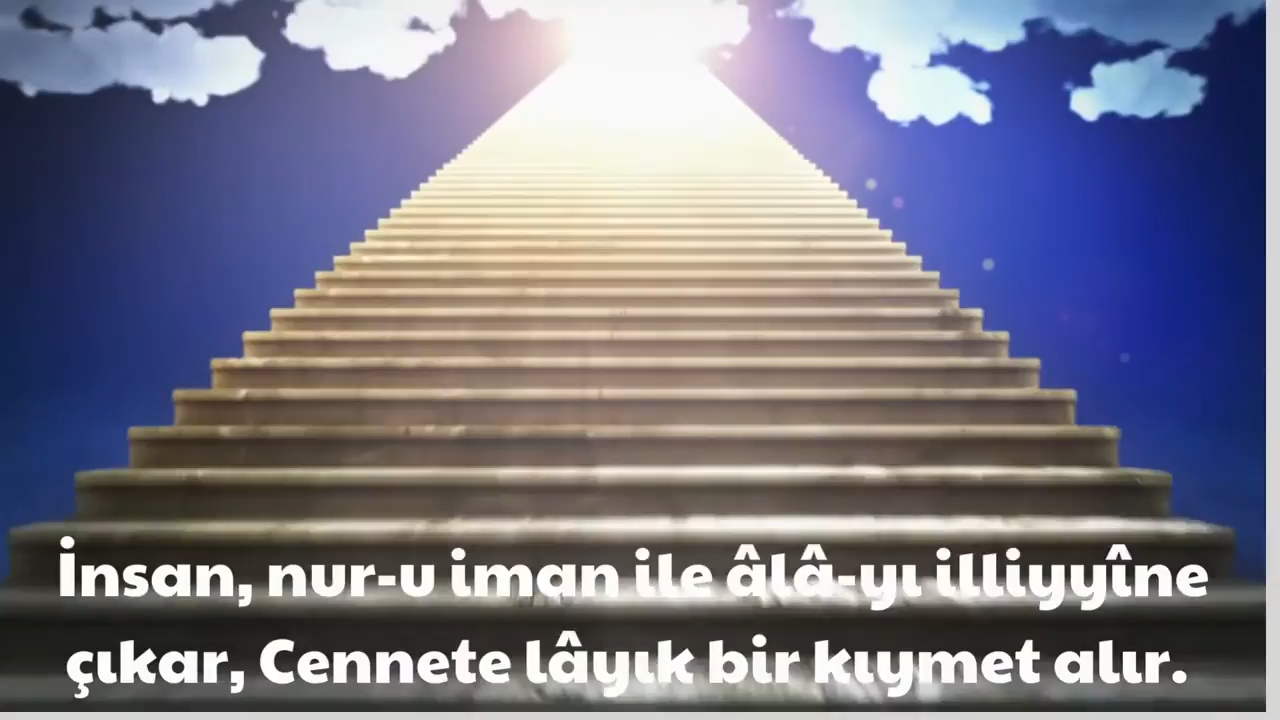 İnsan, nur-u iman ile âlâ-yı illiyyîne
çıkar, Cennete lâyık bir kıymet alır.